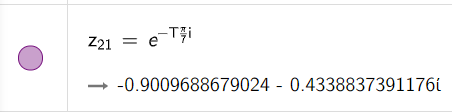 z₂₁ = e^(-T π/7 i)
→ -0.9009688679024 - 0.4338837391176i